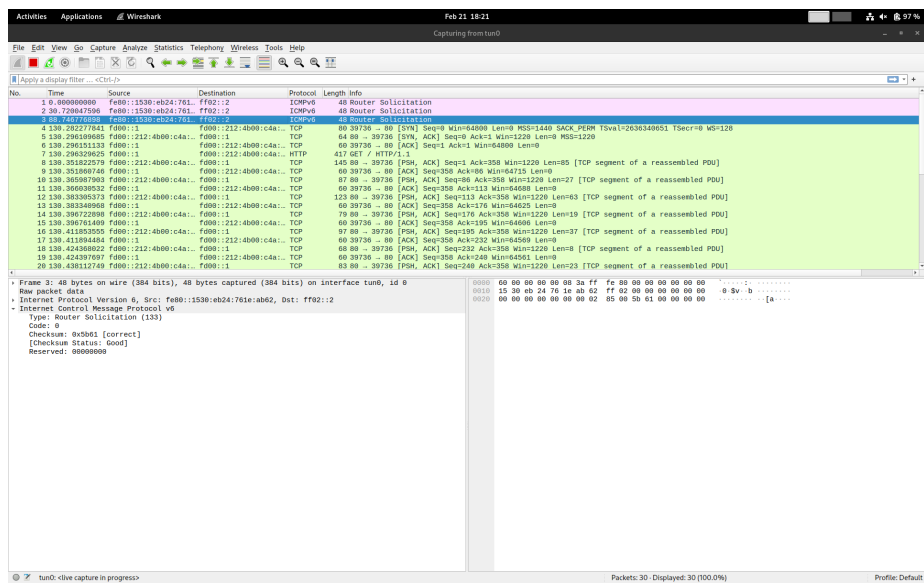 Activities Applications Wireshark Feb 21 18:21 97 %
Capturing from tun0
File Edit View Go Capture Analyze Statistics Telephony Wireless Tools Help
Apply a display filter ... <Ctrl-/>
No. Time Source Destination Protocol Length Info
1 0.000000000 fe80::1530:eb24:761… ff02::2 ICMPv6 48 Router Solicitation
2 30.720047596 fe80::1530:eb24:761… ff02::2 ICMPv6 48 Router Solicitation
3 88.746776898 fe80::1530:eb24:761… ff02::2 ICMPv6 48 Router Solicitation
4 130.282277841 fd00::1 fd00::212:4b00:c4a:… TCP 80 39736 → 80 [SYN] Seq=0 Win=64800 Len=0 MSS=1440 SACK_PERM TSval=2636340651 TSecr=0 WS=128
5 130.296109685 fd00::212:4b00:c4a:… fd00::1 TCP 64 80 → 39736 [SYN, ACK] Seq=0 Ack=1 Win=1220 Len=0 MSS=1220
6 130.296151133 fd00::1 fd00::212:4b00:c4a:… TCP 60 39736 → 80 [ACK] Seq=1 Ack=1 Win=64800 Len=0
7 130.296329625 fd00::1 fd00::212:4b00:c4a:… HTTP 417 GET / HTTP/1.1
8 130.351822579 fd00::212:4b00:c4a:… fd00::1 TCP 145 80 → 39736 [PSH, ACK] Seq=1 Ack=358 Win=1220 Len=85 [TCP segment of a reassembled PDU]
9 130.351860746 fd00::1 fd00::212:4b00:c4a:… TCP 60 39736 → 80 [ACK] Seq=358 Ack=86 Win=64715 Len=0
10 130.365987903 fd00::212:4b00:c4a:… fd00::1 TCP 87 80 → 39736 [PSH, ACK] Seq=86 Ack=358 Win=1220 Len=27 [TCP segment of a reassembled PDU]
11 130.366030532 fd00::1 fd00::212:4b00:c4a:… TCP 60 39736 → 80 [ACK] Seq=358 Ack=113 Win=64688 Len=0
12 130.383305373 fd00::212:4b00:c4a:… fd00::1 TCP 123 80 → 39736 [PSH, ACK] Seq=113 Ack=358 Win=1220 Len=63 [TCP segment of a reassembled PDU]
13 130.383340968 fd00::1 fd00::212:4b00:c4a:… TCP 60 39736 → 80 [ACK] Seq=358 Ack=176 Win=64625 Len=0
14 130.396722898 fd00::212:4b00:c4a:… fd00::1 TCP 79 80 → 39736 [PSH, ACK] Seq=176 Ack=358 Win=1220 Len=19 [TCP segment of a reassembled PDU]
15 130.396761409 fd00::1 fd00::212:4b00:c4a:… TCP 60 39736 → 80 [ACK] Seq=358 Ack=195 Win=64606 Len=0
16 130.411853555 fd00::212:4b00:c4a:… fd00::1 TCP 97 80 → 39736 [PSH, ACK] Seq=195 Ack=358 Win=1220 Len=37 [TCP segment of a reassembled PDU]
17 130.411894484 fd00::1 fd00::212:4b00:c4a:… TCP 60 39736 → 80 [ACK] Seq=358 Ack=232 Win=64569 Len=0
18 130.424368022 fd00::212:4b00:c4a:… fd00::1 TCP 68 80 → 39736 [PSH, ACK] Seq=232 Ack=358 Win=1220 Len=8 [TCP segment of a reassembled PDU]
19 130.424397697 fd00::1 fd00::212:4b00:c4a:… TCP 60 39736 → 80 [ACK] Seq=358 Ack=240 Win=64561 Len=0
20 130.438112749 fd00::212:4b00:c4a:… fd00::1 TCP 83 80 → 39736 [PSH, ACK] Seq=240 Ack=358 Win=1220 Len=23 [TCP segment of a reassembled PDU]
Frame 3: 48 bytes on wire (384 bits), 48 bytes captured (384 bits) on interface tun0, id 0
Raw packet data
Internet Protocol Version 6, Src: fe80::1530:eb24:761e:ab62, Dst: ff02::2
Internet Control Message Protocol v6
Type: Router Solicitation (133)
Code: 0
Checksum: 0x5b61 [correct]
[Checksum Status: Good]
Reserved: 00000000
0000 60 00 00 00 00 08 3a ff fe 80 00 00 00 00 00 00 `·····:· ········
0010 15 30 eb 24 76 1e ab 62 ff 02 00 00 00 00 00 00 ·0·$v··b ········
0020 00 00 00 00 00 00 00 02 85 00 5b 61 00 00 00 00 ········ ··[a····
tun0: <live capture in progress> Packets: 30 · Displayed: 30 (100.0%) Profile: Default